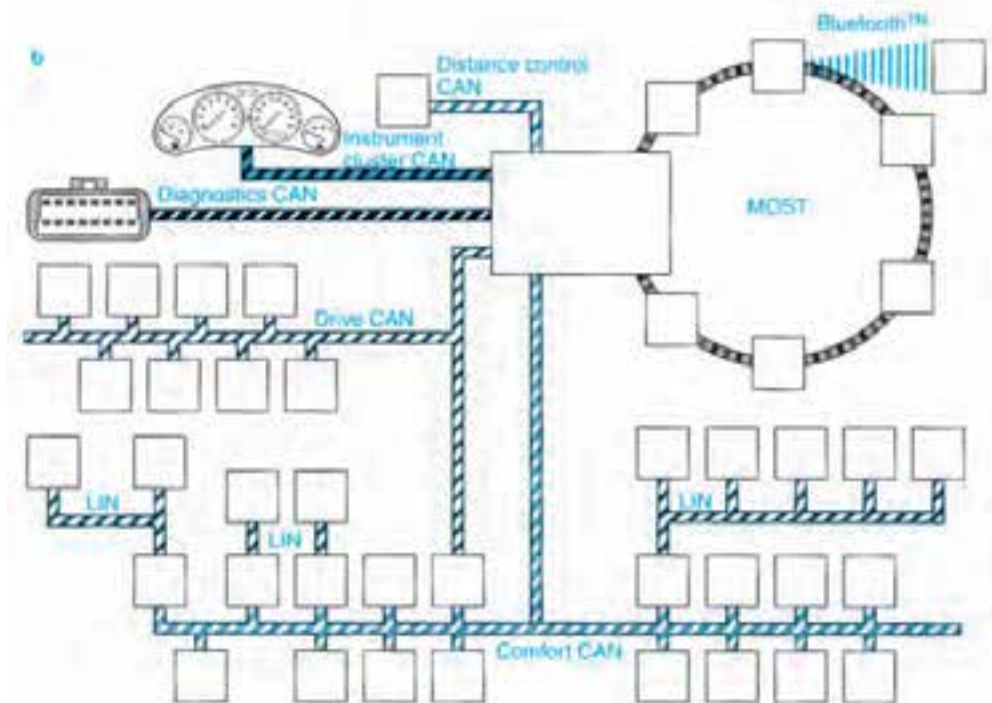 b
Bluetooth™
Distance control
CAN
Instrument
cluster CAN
Diagnostics CAN
MOST
Drive CAN
LIN
LIN
LIN
Comfort CAN